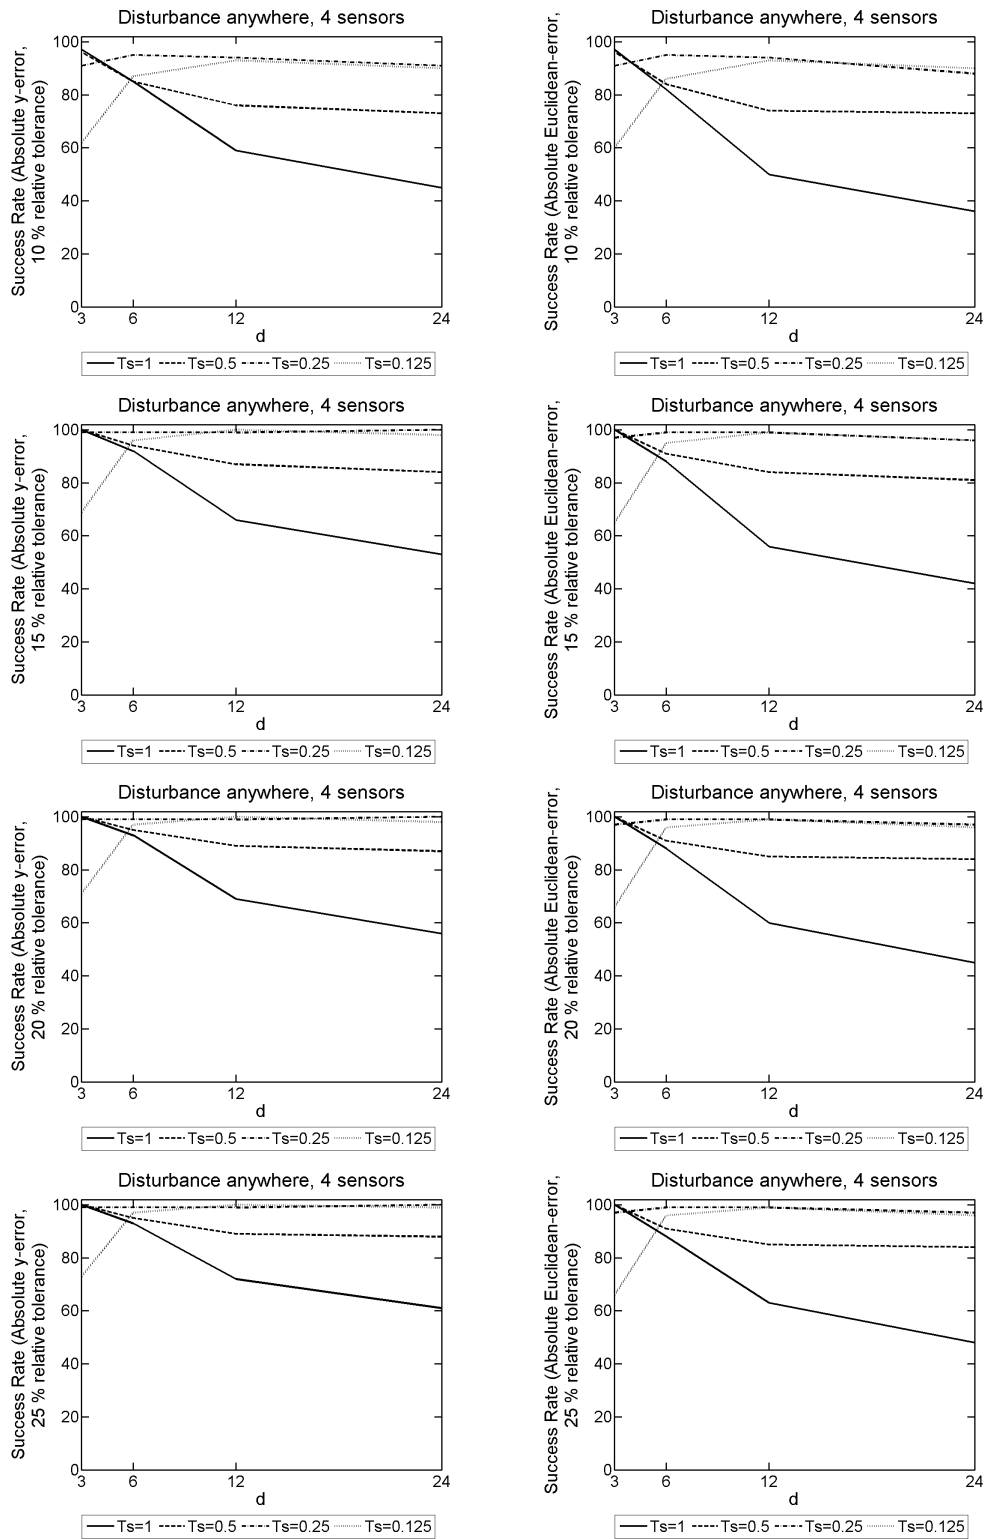 Disturbance anywhere, 4 sensors
Success Rate (Absolute y-error,
10 % relative tolerance)
100
80
60
40
20
0
3 6 12 24
d
Ts=1 Ts=0.5 Ts=0.25 Ts=0.125
Disturbance anywhere, 4 sensors
Success Rate (Absolute Euclidean-error,
10 % relative tolerance)
100
80
60
40
20
0
3 6 12 24
d
Ts=1 Ts=0.5 Ts=0.25 Ts=0.125
Disturbance anywhere, 4 sensors
Success Rate (Absolute y-error,
15 % relative tolerance)
100
80
60
40
20
0
3 6 12 24
d
Ts=1 Ts=0.5 Ts=0.25 Ts=0.125
Disturbance anywhere, 4 sensors
Success Rate (Absolute Euclidean-error,
15 % relative tolerance)
100
80
60
40
20
0
3 6 12 24
d
Ts=1 Ts=0.5 Ts=0.25 Ts=0.125
Disturbance anywhere, 4 sensors
Success Rate (Absolute y-error,
20 % relative tolerance)
100
80
60
40
20
0
3 6 12 24
d
Ts=1 Ts=0.5 Ts=0.25 Ts=0.125
Disturbance anywhere, 4 sensors
Success Rate (Absolute Euclidean-error,
20 % relative tolerance)
100
80
60
40
20
0
3 6 12 24
d
Ts=1 Ts=0.5 Ts=0.25 Ts=0.125
Disturbance anywhere, 4 sensors
Success Rate (Absolute y-error,
25 % relative tolerance)
100
80
60
40
20
0
3 6 12 24
d
Ts=1 Ts=0.5 Ts=0.25 Ts=0.125
Disturbance anywhere, 4 sensors
Success Rate (Absolute Euclidean-error,
25 % relative tolerance)
100
80
60
40
20
0
3 6 12 24
d
Ts=1 Ts=0.5 Ts=0.25 Ts=0.125